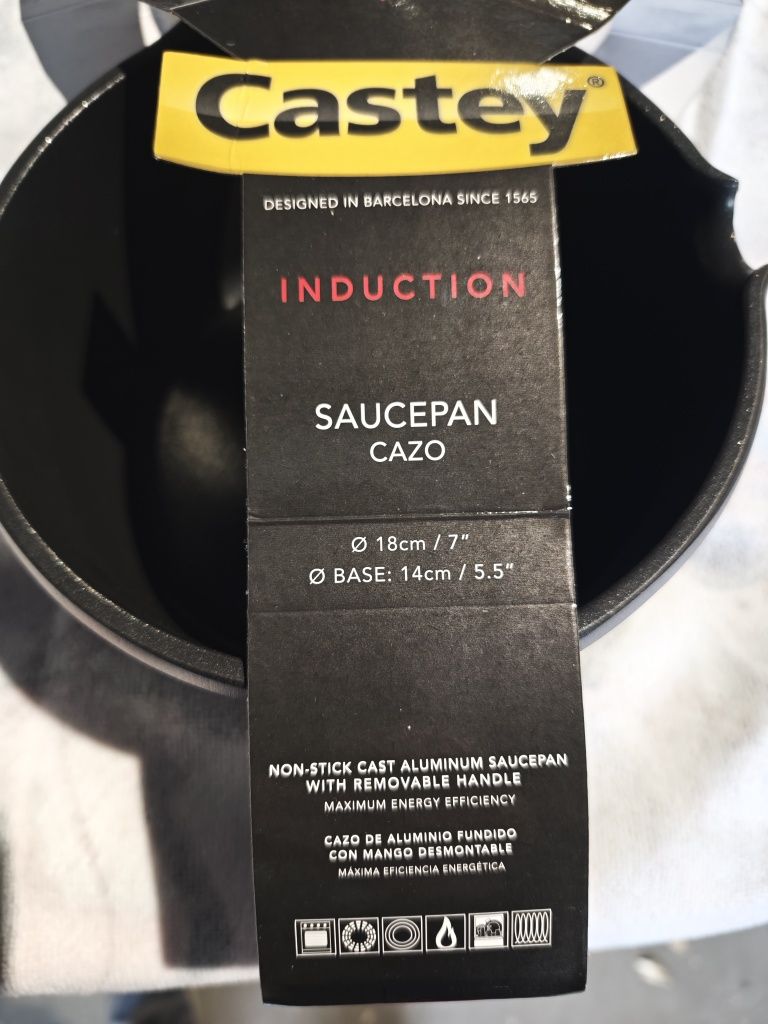 Castey®
DESIGNED IN BARCELONA SINCE 1565
INDUCTION
SAUCEPAN
CAZO
Ø 18cm / 7"
Ø BASE: 14cm / 5.5"
NON-STICK CAST ALUMINUM SAUCEPAN
WITH REMOVABLE HANDLE
MAXIMUM ENERGY EFFICIENCY
CAZO DE ALUMINIO FUNDIDO
CON MANGO DESMONTABLE
MÁXIMA EFICIENCIA ENERGÉTICA